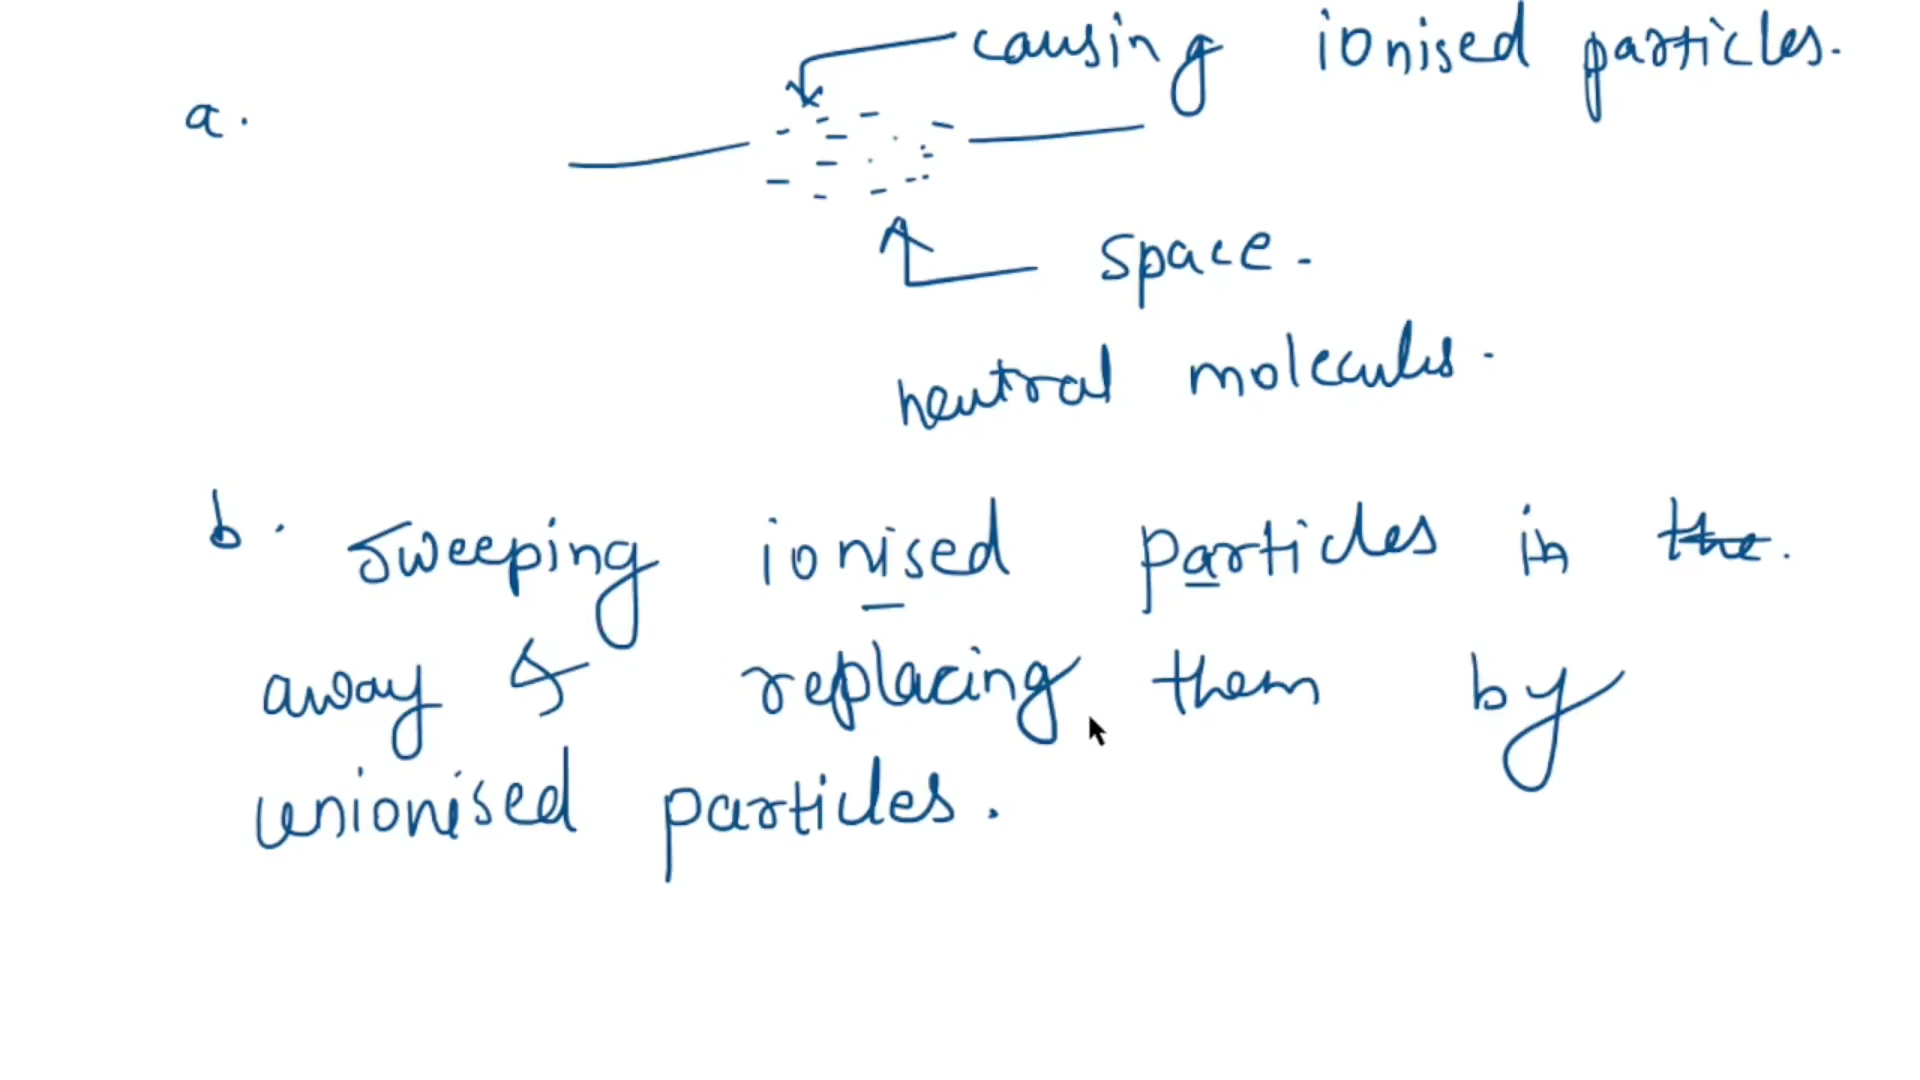 causing ionised particles.
a.
space.
neutral molecules.
b. Sweeping ionised particles in the.
away & replacing them by
unionised particles.